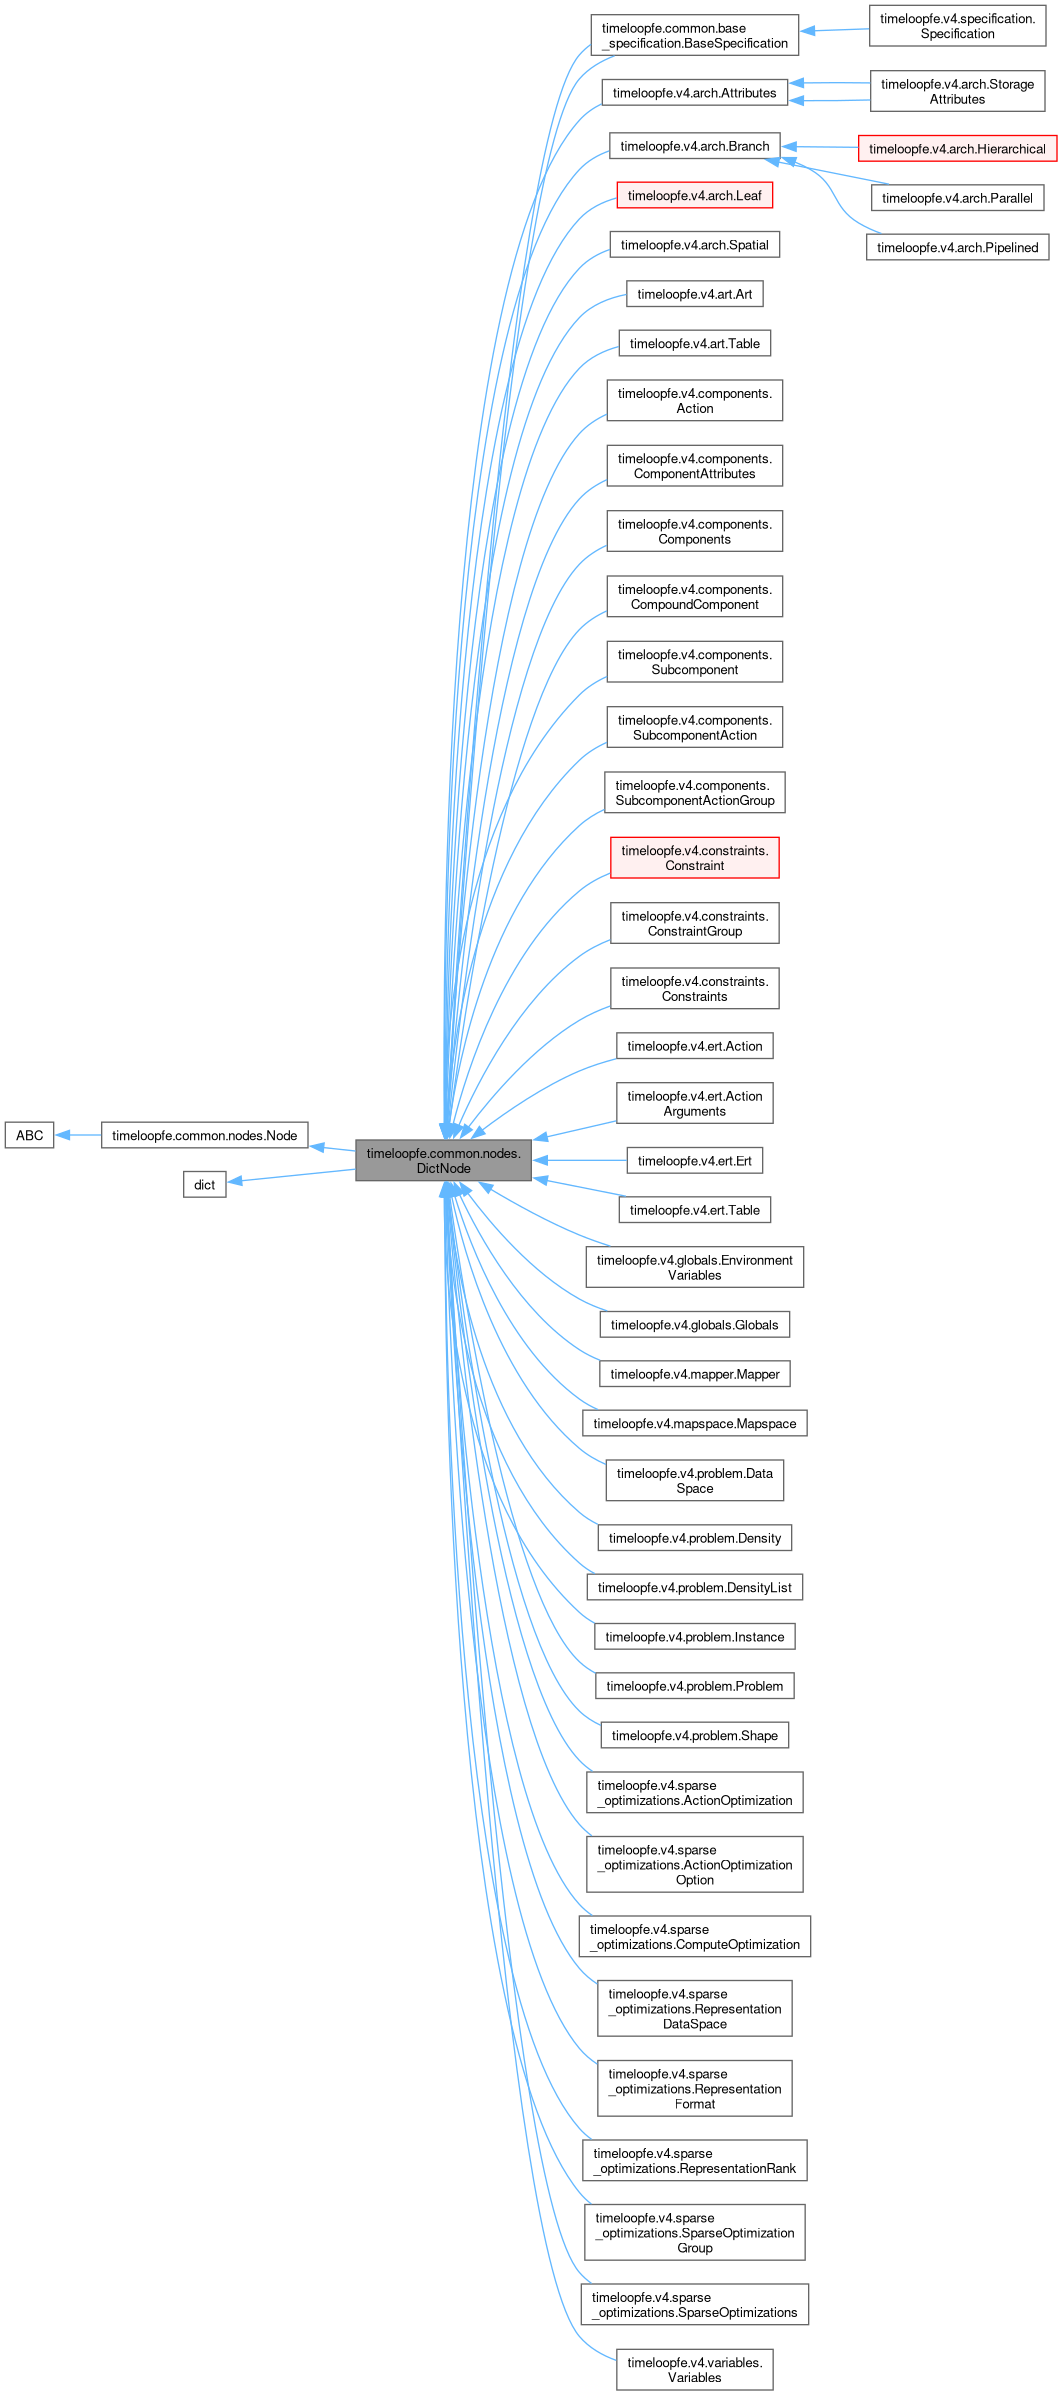 timeloopfe.common.base
_specification.BaseSpecification
timeloopfe.v4.specification.
Specification
timeloopfe.v4.arch.Attributes
timeloopfe.v4.arch.Storage
Attributes
timeloopfe.v4.arch.Branch
timeloopfe.v4.arch.Hierarchical
timeloopfe.v4.arch.Parallel
timeloopfe.v4.arch.Pipelined
timeloopfe.v4.arch.Leaf
timeloopfe.v4.arch.Spatial
timeloopfe.v4.art.Art
timeloopfe.v4.art.Table
timeloopfe.v4.components.
Action
timeloopfe.v4.components.
ComponentAttributes
timeloopfe.v4.components.
Components
timeloopfe.v4.components.
CompoundComponent
timeloopfe.v4.components.
Subcomponent
timeloopfe.v4.components.
SubcomponentAction
timeloopfe.v4.components.
SubcomponentActionGroup
timeloopfe.v4.constraints.
Constraint
timeloopfe.v4.constraints.
ConstraintGroup
timeloopfe.v4.constraints.
Constraints
timeloopfe.v4.ert.Action
timeloopfe.v4.ert.Action
Arguments
ABC
timeloopfe.common.nodes.Node
dict
timeloopfe.common.nodes.
DictNode
timeloopfe.v4.ert.Ert
timeloopfe.v4.ert.Table
timeloopfe.v4.globals.Environment
Variables
timeloopfe.v4.globals.Globals
timeloopfe.v4.mapper.Mapper
timeloopfe.v4.mapspace.Mapspace
timeloopfe.v4.problem.Data
Space
timeloopfe.v4.problem.Density
timeloopfe.v4.problem.DensityList
timeloopfe.v4.problem.Instance
timeloopfe.v4.problem.Problem
timeloopfe.v4.problem.Shape
timeloopfe.v4.sparse
_optimizations.ActionOptimization
timeloopfe.v4.sparse
_optimizations.ActionOptimization
Option
timeloopfe.v4.sparse
_optimizations.ComputeOptimization
timeloopfe.v4.sparse
_optimizations.Representation
DataSpace
timeloopfe.v4.sparse
_optimizations.Representation
Format
timeloopfe.v4.sparse
_optimizations.RepresentationRank
timeloopfe.v4.sparse
_optimizations.SparseOptimization
Group
timeloopfe.v4.sparse
_optimizations.SparseOptimizations
timeloopfe.v4.variables.
Variables